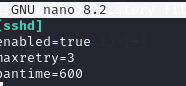 GNU nano 8.2
[sshd]
enabled=true
maxretry=3
bantime=600